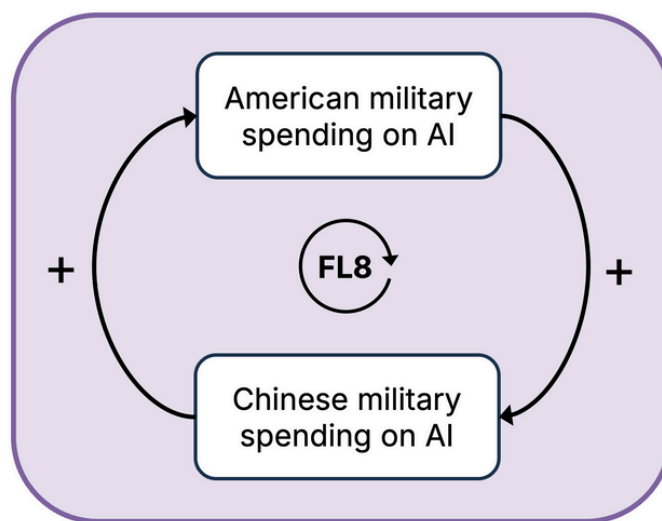 American military
spending on AI
+
FL8
+
Chinese military
spending on AI